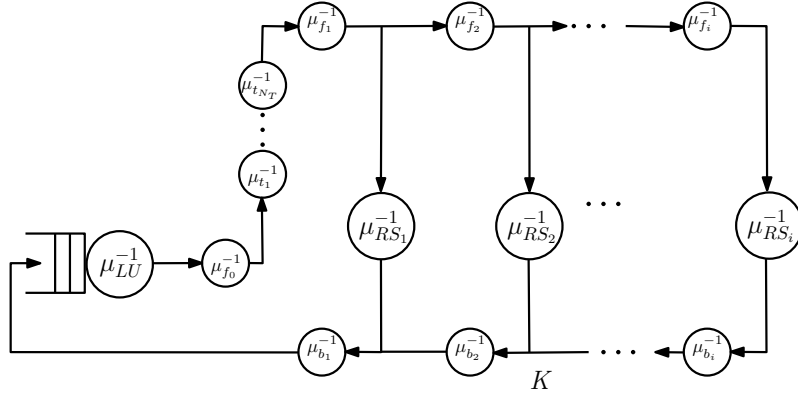 μ_{f_1}^{-1} μ_{f_2}^{-1} ··· μ_{f_i}^{-1}
μ_{t_{N_T}}^{-1}
μ_{t_1}^{-1}
μ_{RS_1}^{-1} μ_{RS_2}^{-1} ··· μ_{RS_i}^{-1}
μ_{LU}^{-1} μ_{f_0}^{-1}
μ_{b_1}^{-1} μ_{b_2}^{-1} ··· μ_{b_i}^{-1}
K